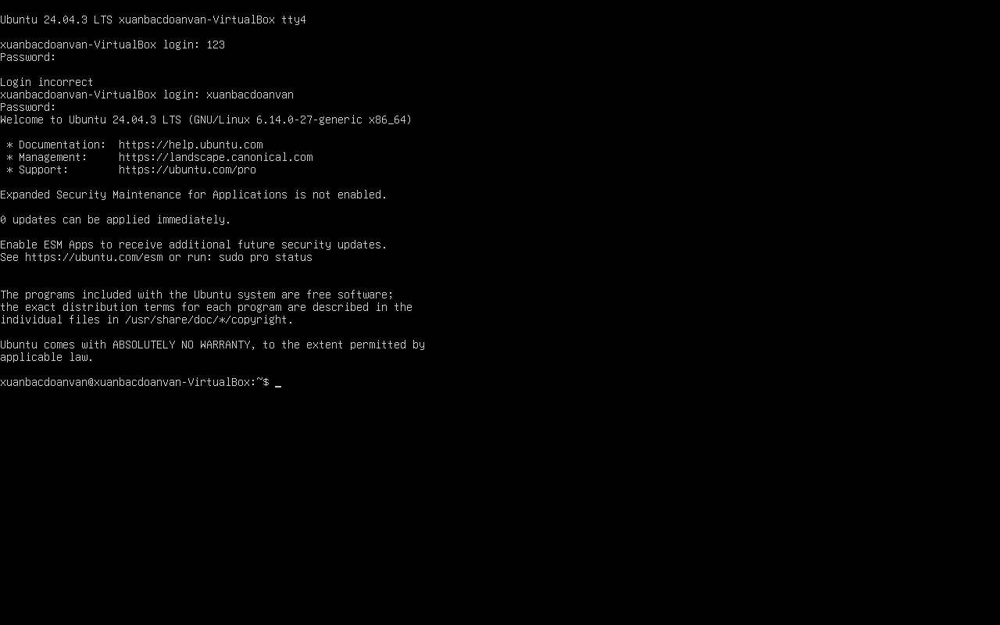 Ubuntu 24.04.3 LTS xuanbacdoanvan-VirtualBox tty4
xuanbacdoanvan-VirtualBox login: 123
Password:
Login incorrect
xuanbacdoanvan-VirtualBox login: xuanbacdoanvan
Password:
Welcome to Ubuntu 24.04.3 LTS (GNU/Linux 6.14.0-27-generic x86_64)
* Documentation:  https://help.ubuntu.com
* Management:     https://landscape.canonical.com
* Support:        https://ubuntu.com/pro
Expanded Security Maintenance for Applications is not enabled.
0 updates can be applied immediately.
Enable ESM Apps to receive additional future security updates.
See https://ubuntu.com/esm or run: sudo pro status
The programs included with the Ubuntu system are free software;
the exact distribution terms for each program are described in the
individual files in /usr/share/doc/*/copyright.
Ubuntu comes with ABSOLUTELY NO WARRANTY, to the extent permitted by
applicable law.
xuanbacdoanvan@xuanbacdoanvan-VirtualBox:~$ _